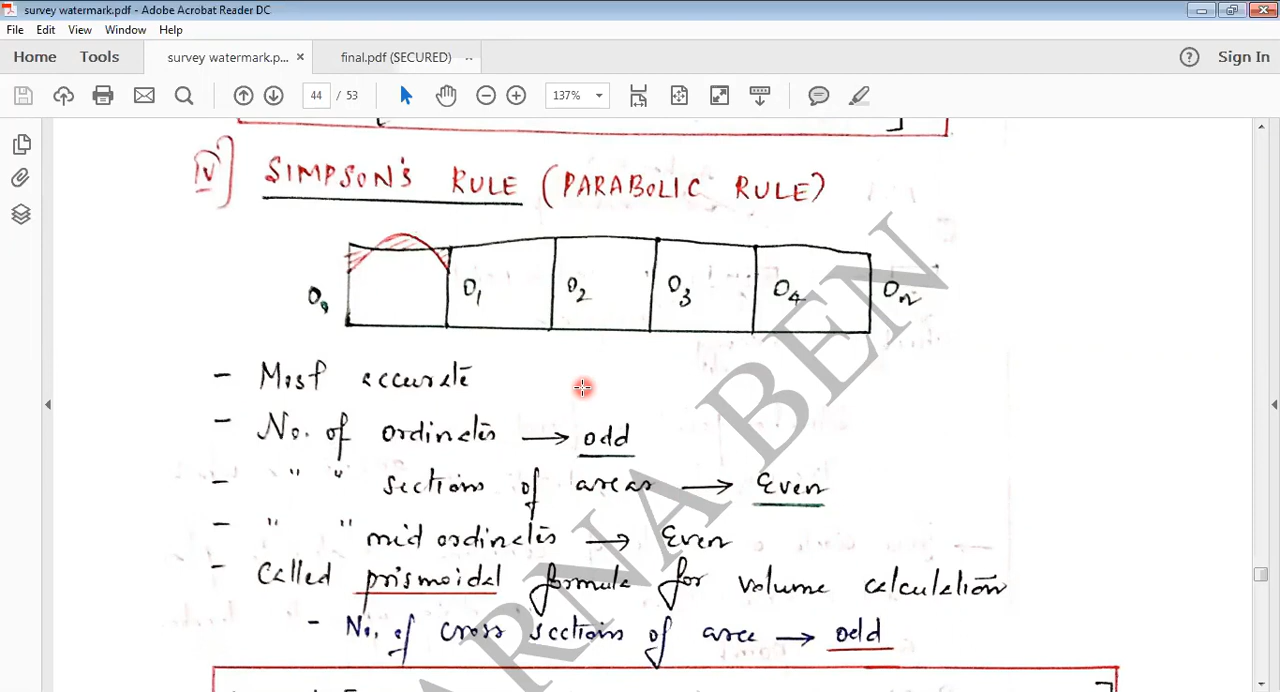 survey watermark.pdf - Adobe Acrobat Reader DC
File Edit View Window Help
Home Tools survey watermark.p... × final.pdf (SECURED) ..
? Sign In
44 / 53 137%
IV] SIMPSON'S RULE (PARABOLIC RULE)
O0 O1 O2 O3 O4 On
- Most accurate
- No. of ordinates → odd
- " " sections of areas → Even
- " " mid ordinates → Even
- Called prismoidal formula for volume calculation
- No. of cross sections of area → odd
ARNA BEN